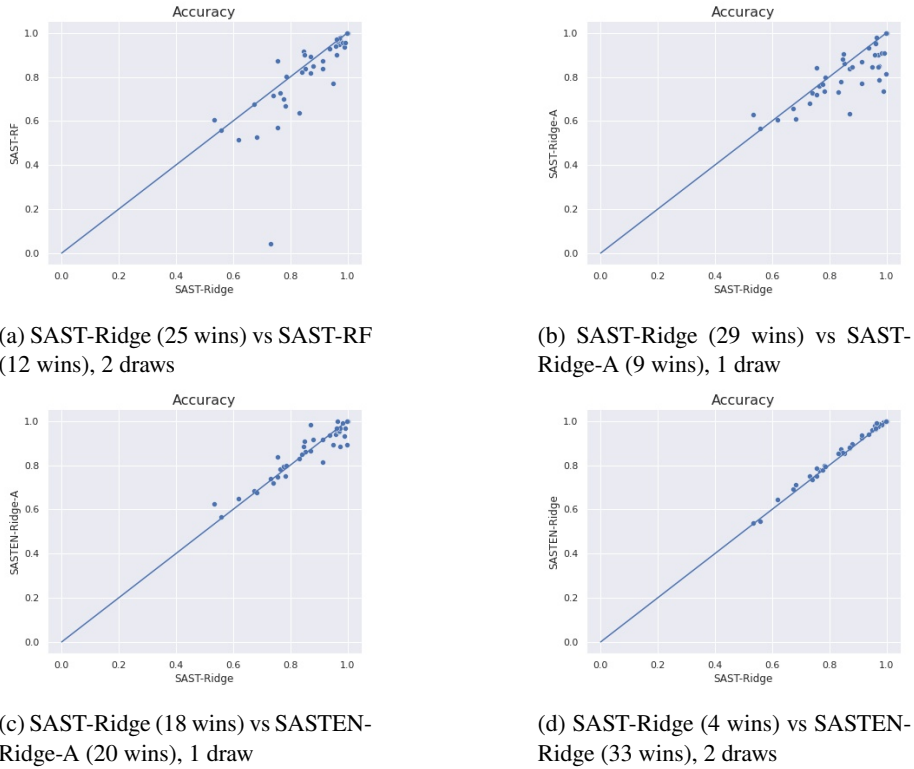 Accuracy
1.0
0.8
0.6
0.4
0.2
0.0
SAST-RF
0.0 0.2 0.4 0.6 0.8 1.0
SAST-Ridge
(a) SAST-Ridge (25 wins) vs SAST-RF
(12 wins), 2 draws
Accuracy
1.0
0.8
0.6
0.4
0.2
0.0
SAST-Ridge-A
0.0 0.2 0.4 0.6 0.8 1.0
SAST-Ridge
(b) SAST-Ridge (29 wins) vs SAST-
Ridge-A (9 wins), 1 draw
Accuracy
1.0
0.8
0.6
0.4
0.2
0.0
SASTEN-Ridge-A
0.0 0.2 0.4 0.6 0.8 1.0
SAST-Ridge
(c) SAST-Ridge (18 wins) vs SASTEN-
Ridge-A (20 wins), 1 draw
Accuracy
1.0
0.8
0.6
0.4
0.2
0.0
SASTEN-Ridge
0.0 0.2 0.4 0.6 0.8 1.0
SAST-Ridge
(d) SAST-Ridge (4 wins) vs SASTEN-
Ridge (33 wins), 2 draws